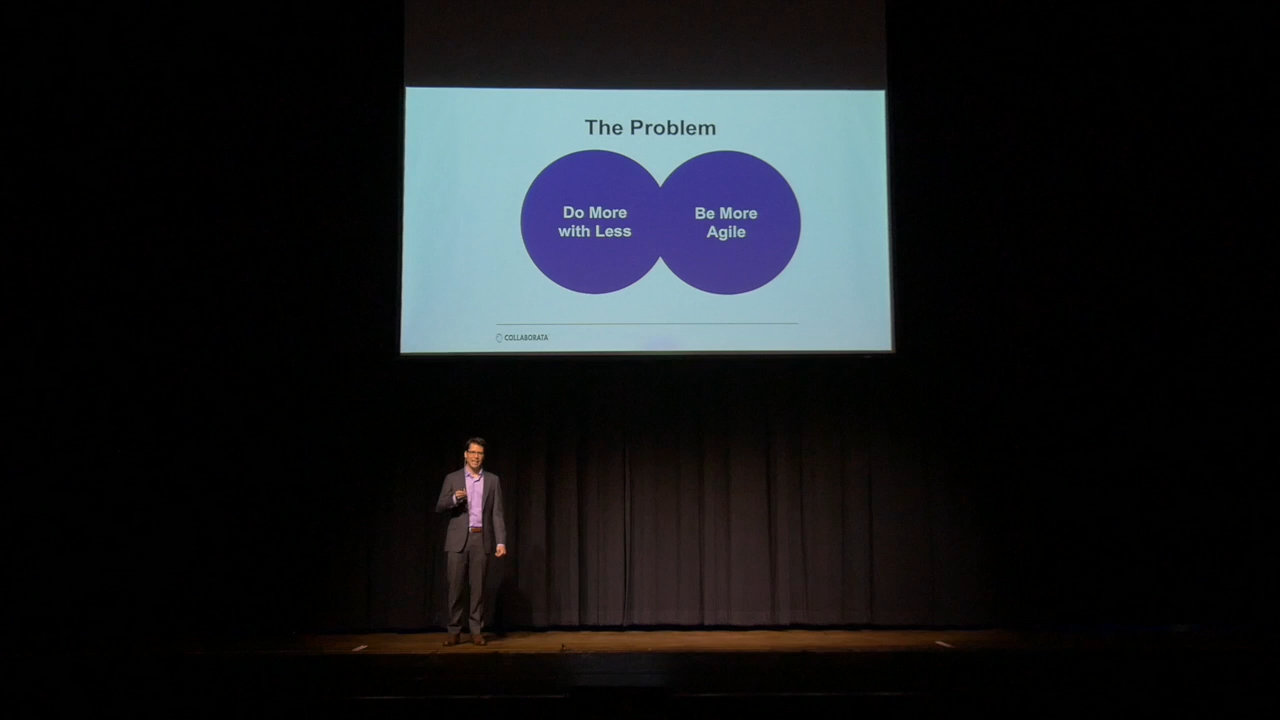 The Problem
Do More
with Less
Be More
Agile
COLLABORATA